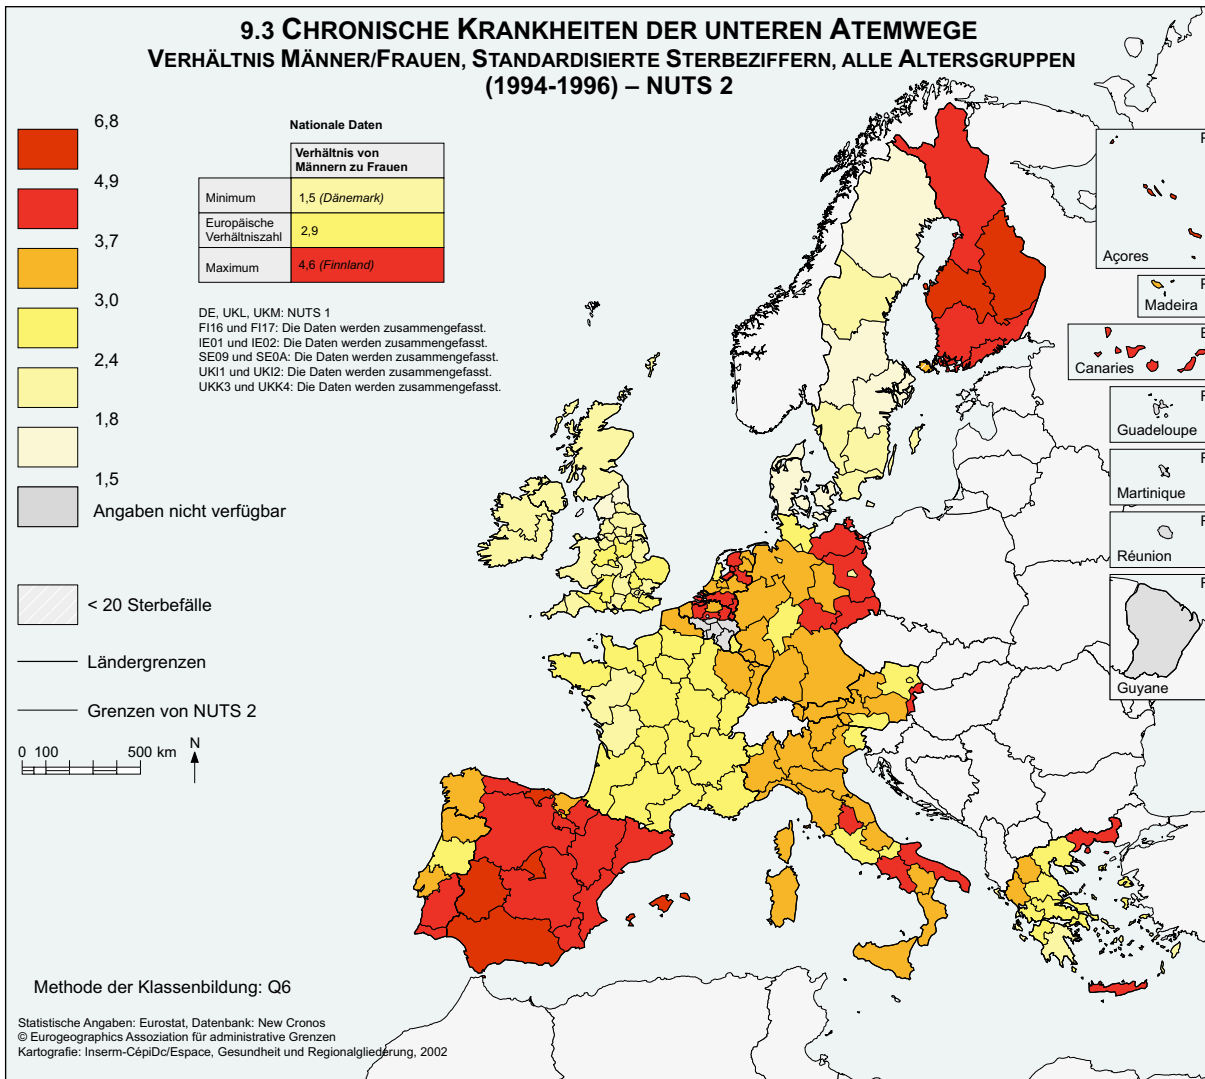 9.3 CHRONISCHE KRANKHEITEN DER UNTEREN ATEMWEGE
VERHÄLTNIS MÄNNER/FRAUEN, STANDARDISIERTE STERBEZIFFERN, ALLE ALTERSGRUPPEN
(1994-1996) – NUTS 2
6,8
4,9
3,7
3,0
2,4
1,8
1,5
Angaben nicht verfügbar
< 20 Sterbefälle
Ländergrenzen
Grenzen von NUTS 2
0 100 500 km
N
Nationale Daten
Verhältnis von
Männern zu Frauen
Minimum 1,5 (Dänemark)
Europäische
Verhältniszahl 2,9
Maximum 4,6 (Finnland)
DE, UKL, UKM: NUTS 1
FI16 und FI17: Die Daten werden zusammengefasst.
IE01 und IE02: Die Daten werden zusammengefasst.
SE09 und SE0A: Die Daten werden zusammengefasst.
UKI1 und UKI2: Die Daten werden zusammengefasst.
UKK3 und UKK4: Die Daten werden zusammengefasst.
Açores
Madeira
Canaries
Guadeloupe
Martinique
Réunion
Guyane
Methode der Klassenbildung: Q6
Statistische Angaben: Eurostat, Datenbank: New Cronos
© Eurogeographics Assoziation für administrative Grenzen
Kartografie: Inserm-CépiDc/Espace, Gesundheit und Regionalgliederung, 2002